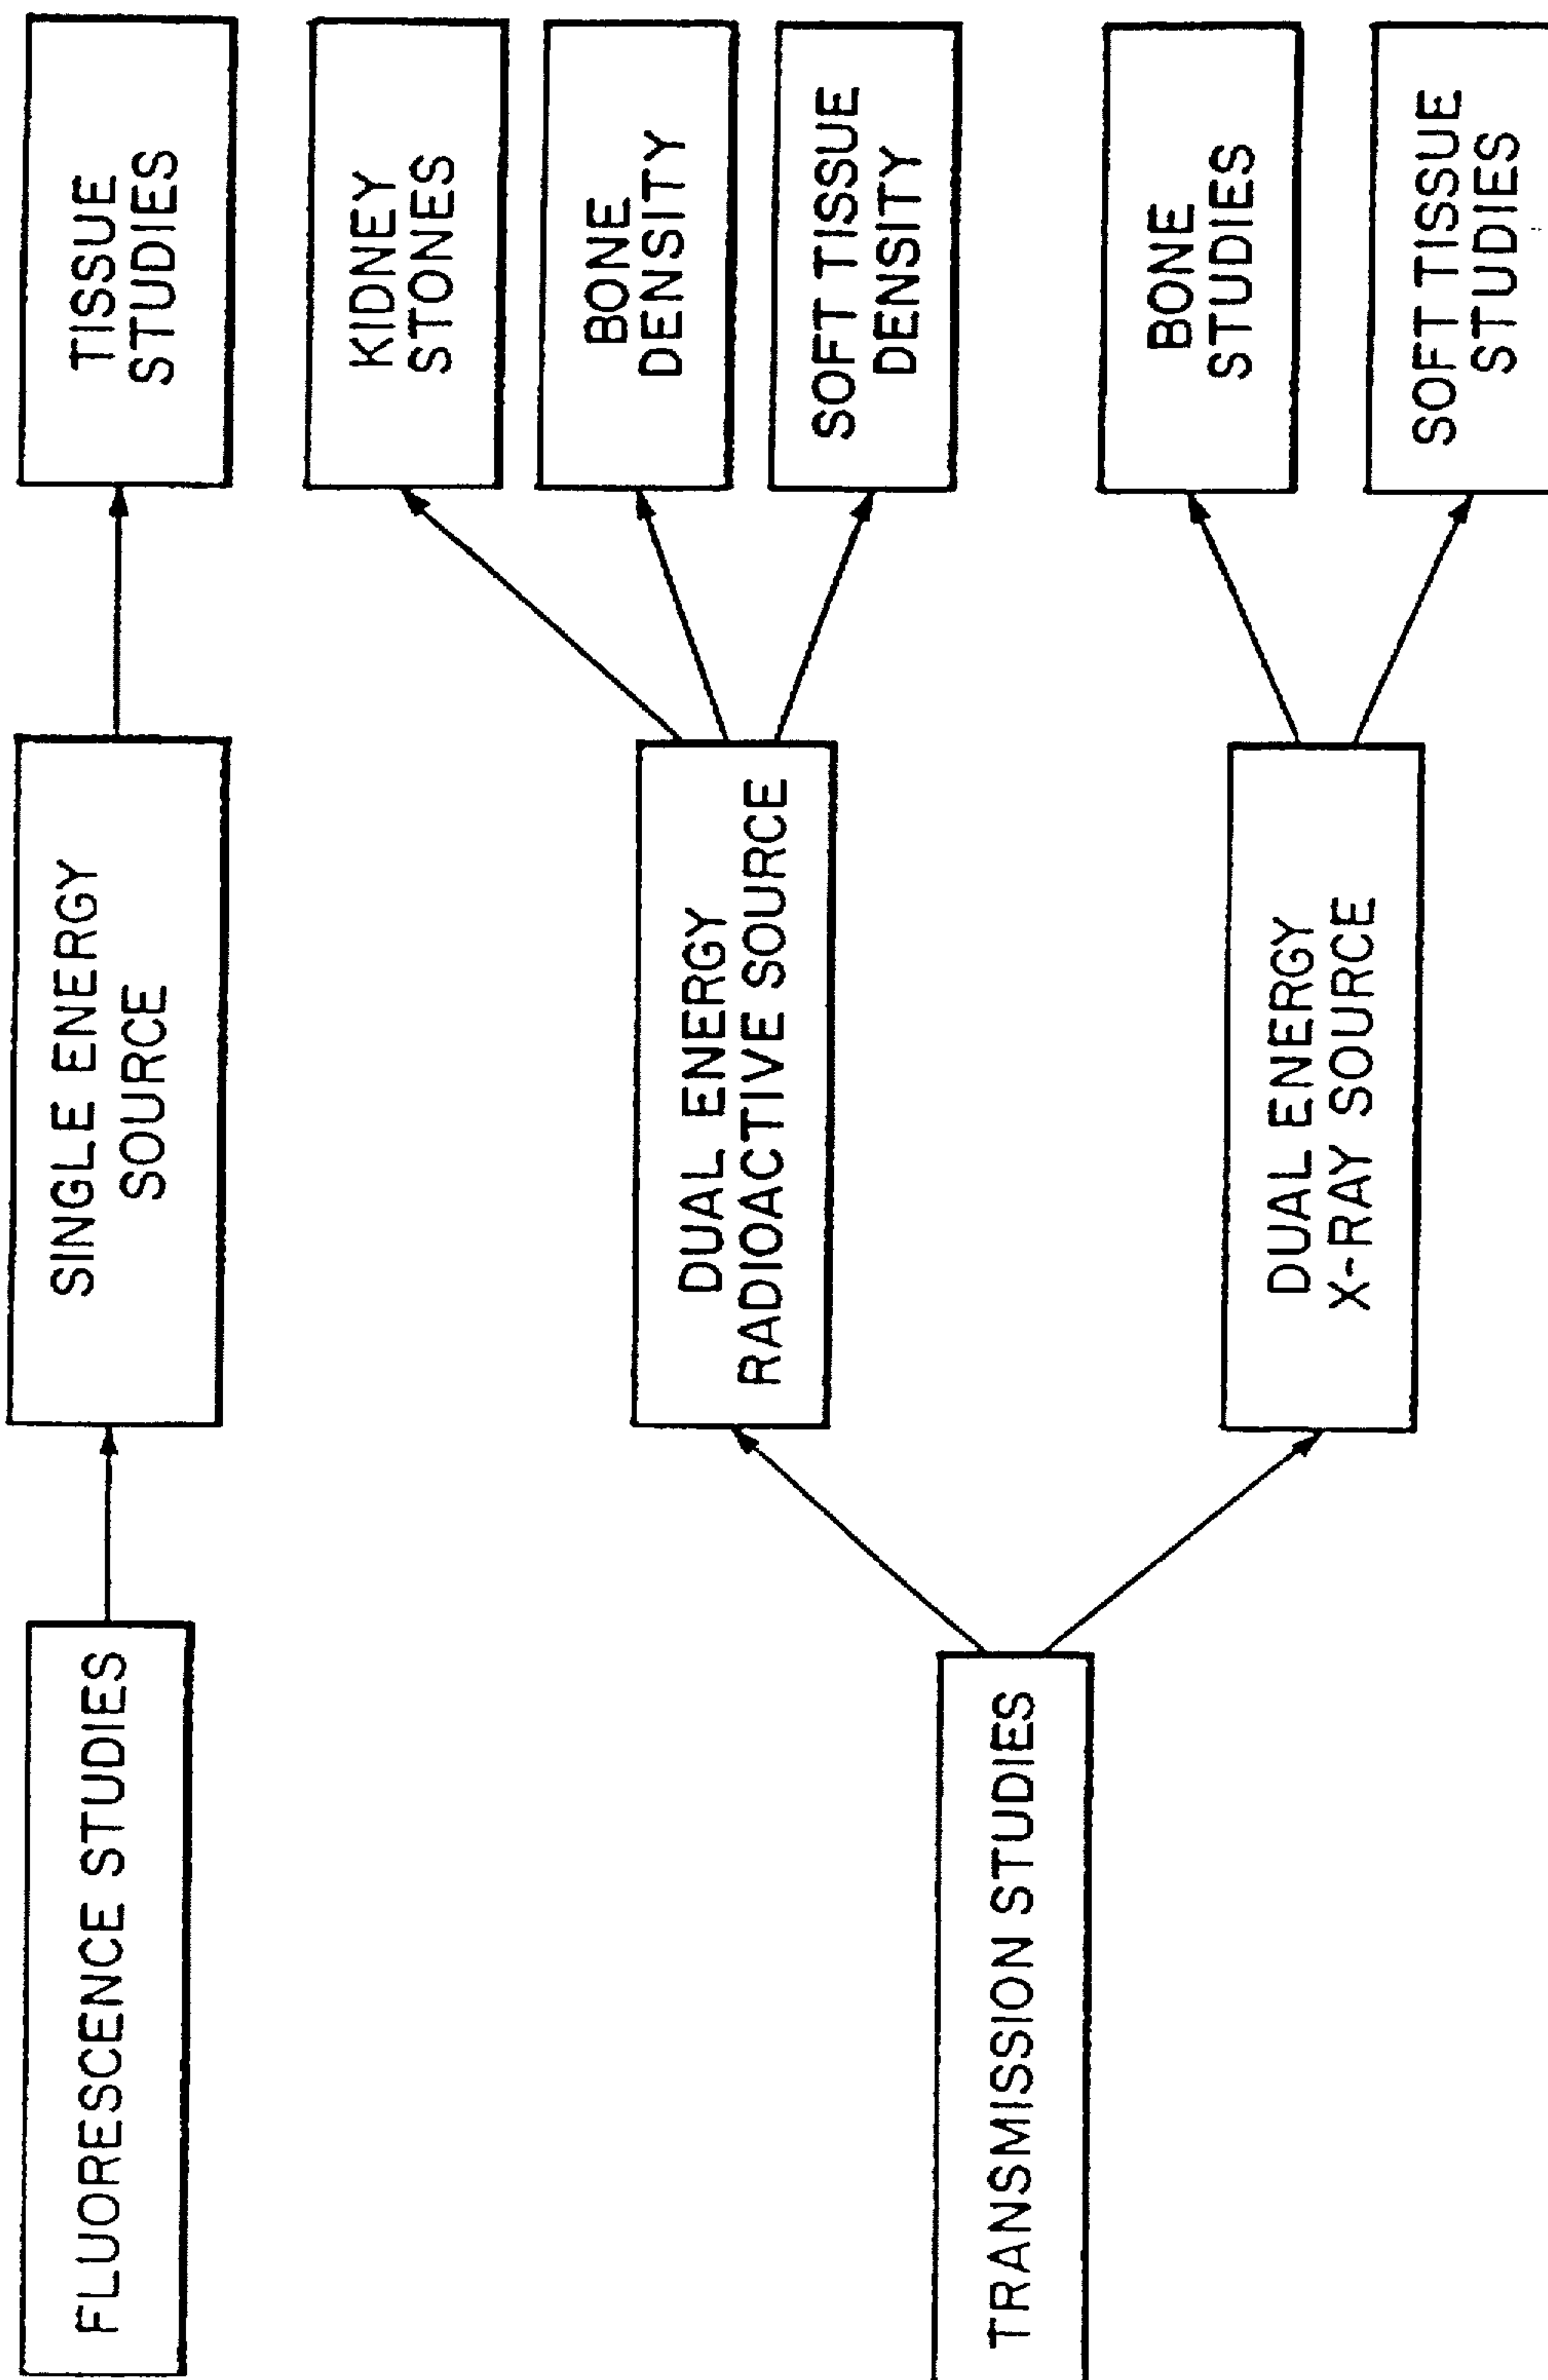 FLUORESCENCE STUDIES
SINGLE ENERGY
SOURCE
TISSUE
STUDIES
TRANSMISSION STUDIES
DUAL ENERGY
RADIOACTIVE SOURCE
KIDNEY
STONES
BONE
DENSITY
SOFT TISSUE
DENSITY
DUAL ENERGY
X-RAY SOURCE
BONE
STUDIES
SOFT TISSUE
STUDIES